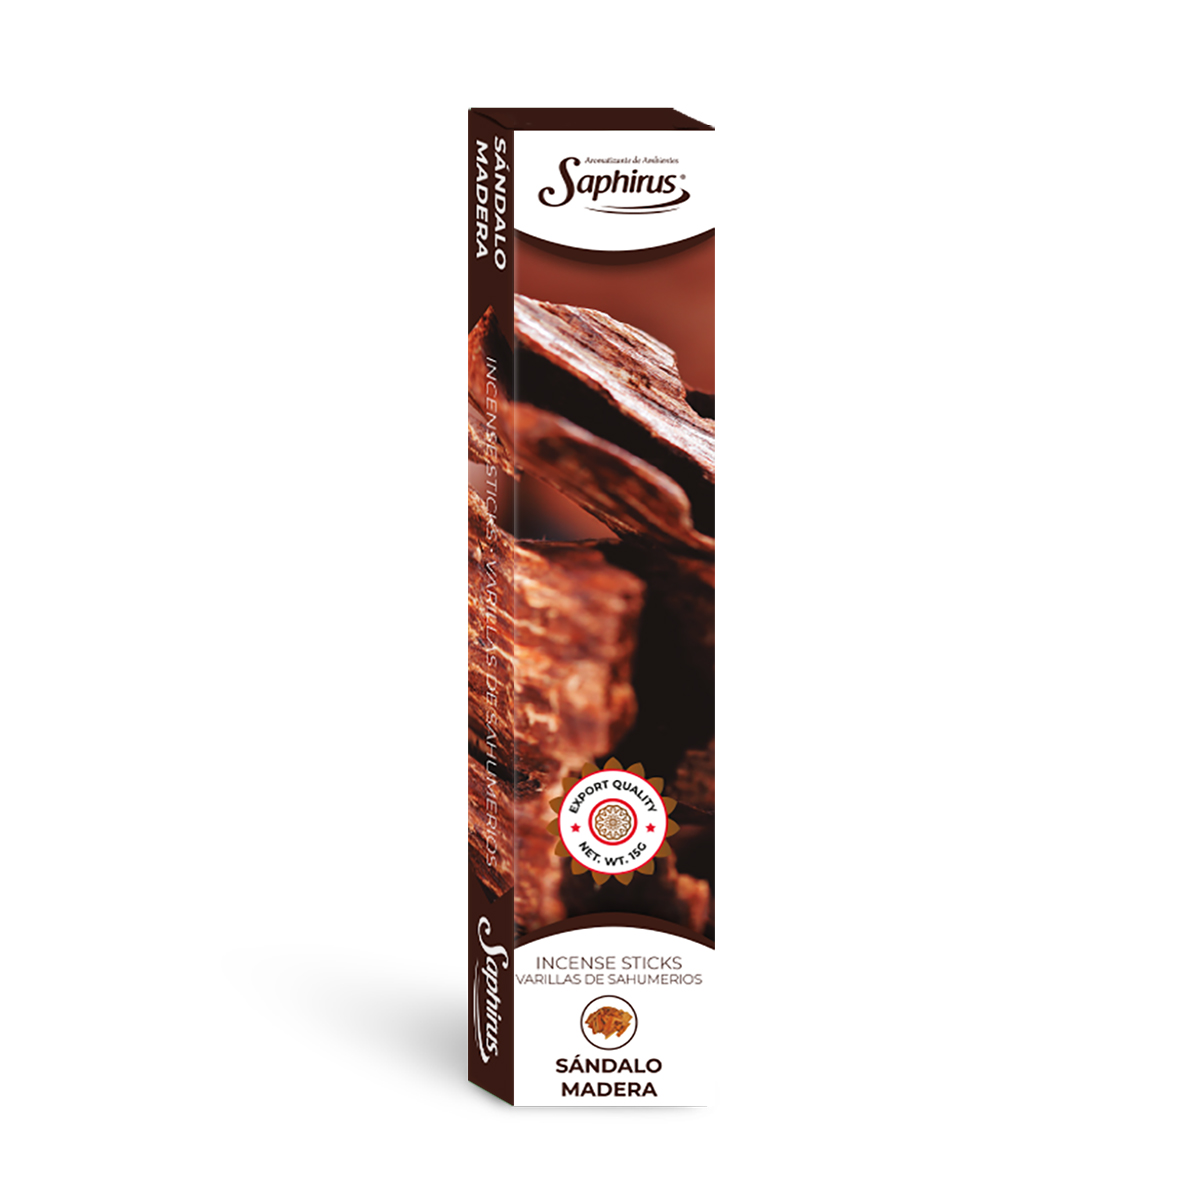 Aromatizante de Ambientes
Saphirus®
EXPORT QUALITY
NET. WT. 15G
INCENSE STICKS
VARILLAS DE SAHUMERIOS
SÁNDALO
MADERA
SÁNDALO
MADERA
INCENSE STICKS • VARILLAS DE SAHUMERIOS
Saphirus